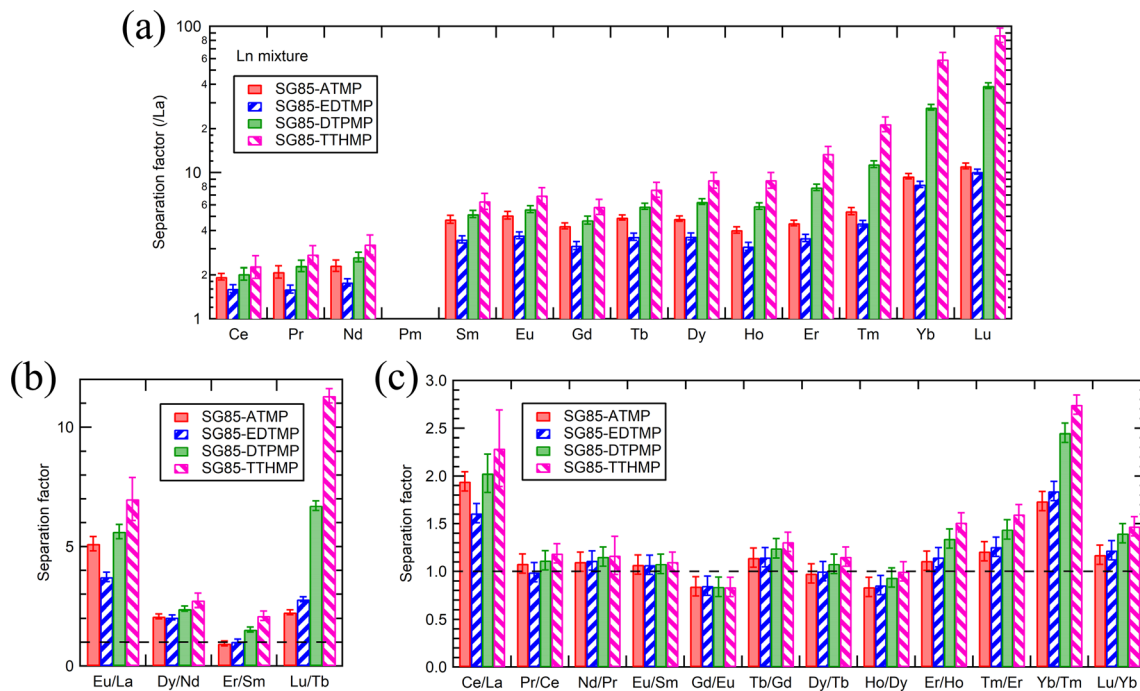 (a)
Separation factor (/La)
100
8
6
4
2
10
8
6
4
2
1
Ln mixture
SG85-ATMP
SG85-EDTMP
SG85-DTPMP
SG85-TTHMP
Ce Pr Nd Pm Sm Eu Gd Tb Dy Ho Er Tm Yb Lu
(b)
Separation factor
10
5
0
SG85-ATMP
SG85-EDTMP
SG85-DTPMP
SG85-TTHMP
Eu/La Dy/Nd Er/Sm Lu/Tb
(c)
Separation factor
3.0
2.5
2.0
1.5
1.0
0.5
0.0
SG85-ATMP
SG85-EDTMP
SG85-DTPMP
SG85-TTHMP
Ce/La Pr/Ce Nd/Pr Eu/Sm Gd/Eu Tb/Gd Dy/Tb Ho/Dy Er/Ho Tm/Er Yb/Tm Lu/Yb